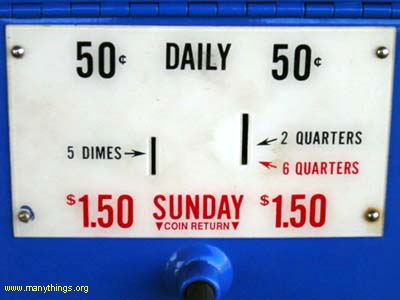 50¢ DAILY 50¢
2 QUARTERS
5 DIMES
6 QUARTERS
$1.50 SUNDAY $1.50
COIN RETURN
www.manythings.org